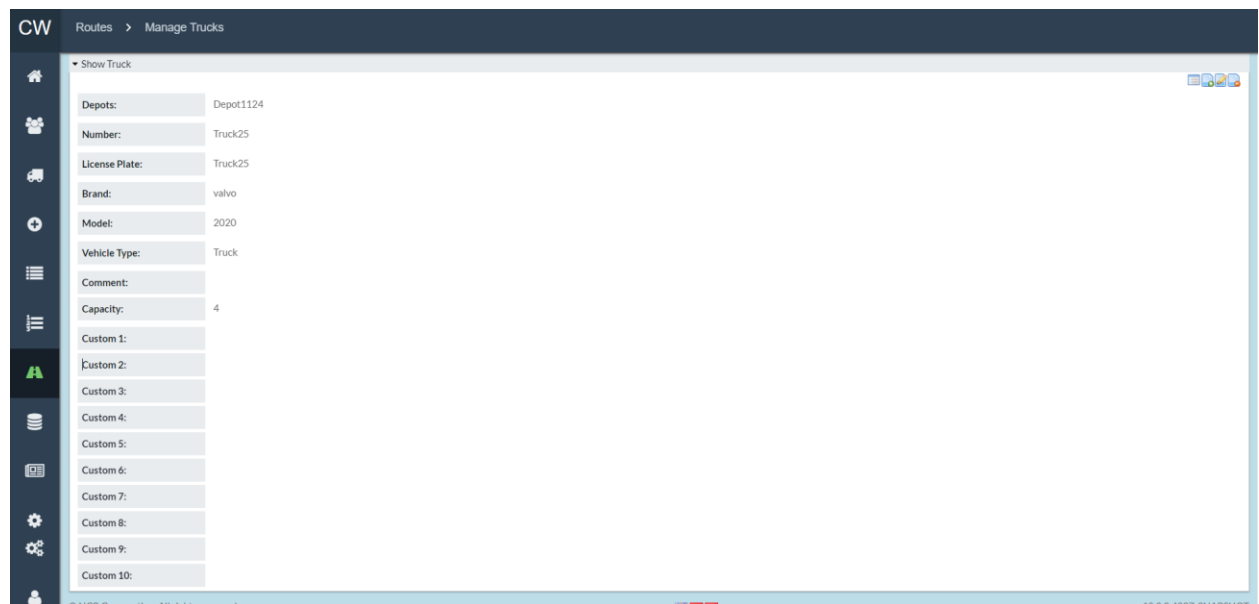 CW
Routes > Manage Trucks
Show Truck
Depots: Depot1124
Number: Truck25
License Plate: Truck25
Brand: valvo
Model: 2020
Vehicle Type: Truck
Comment:
Capacity: 4
Custom 1:
Custom 2:
Custom 3:
Custom 4:
Custom 5:
Custom 6:
Custom 7:
Custom 8:
Custom 9:
Custom 10: